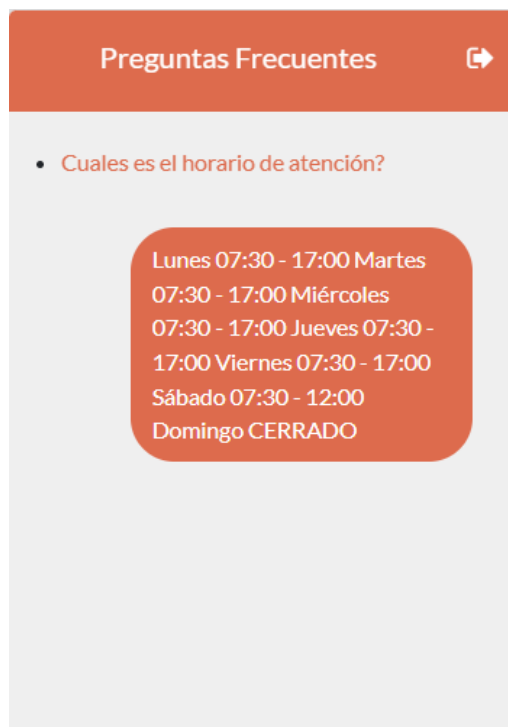 Preguntas Frecuentes
Cuales es el horario de atención?
Lunes 07:30 - 17:00 Martes
07:30 - 17:00 Miércoles
07:30 - 17:00 Jueves 07:30 -
17:00 Viernes 07:30 - 17:00
Sábado 07:30 - 12:00
Domingo CERRADO